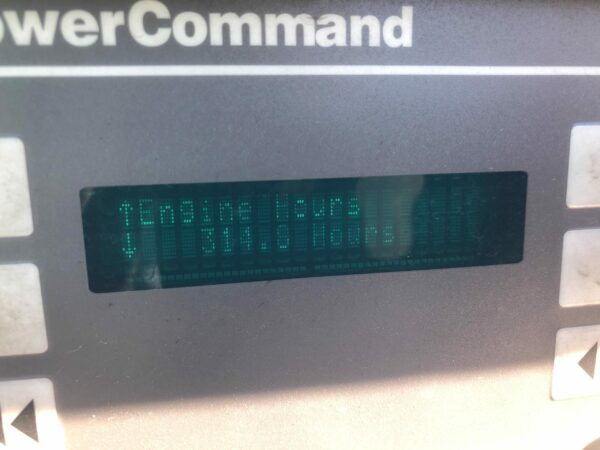 owerCommand
↑Engine Hours
↓ 314.0 Hours